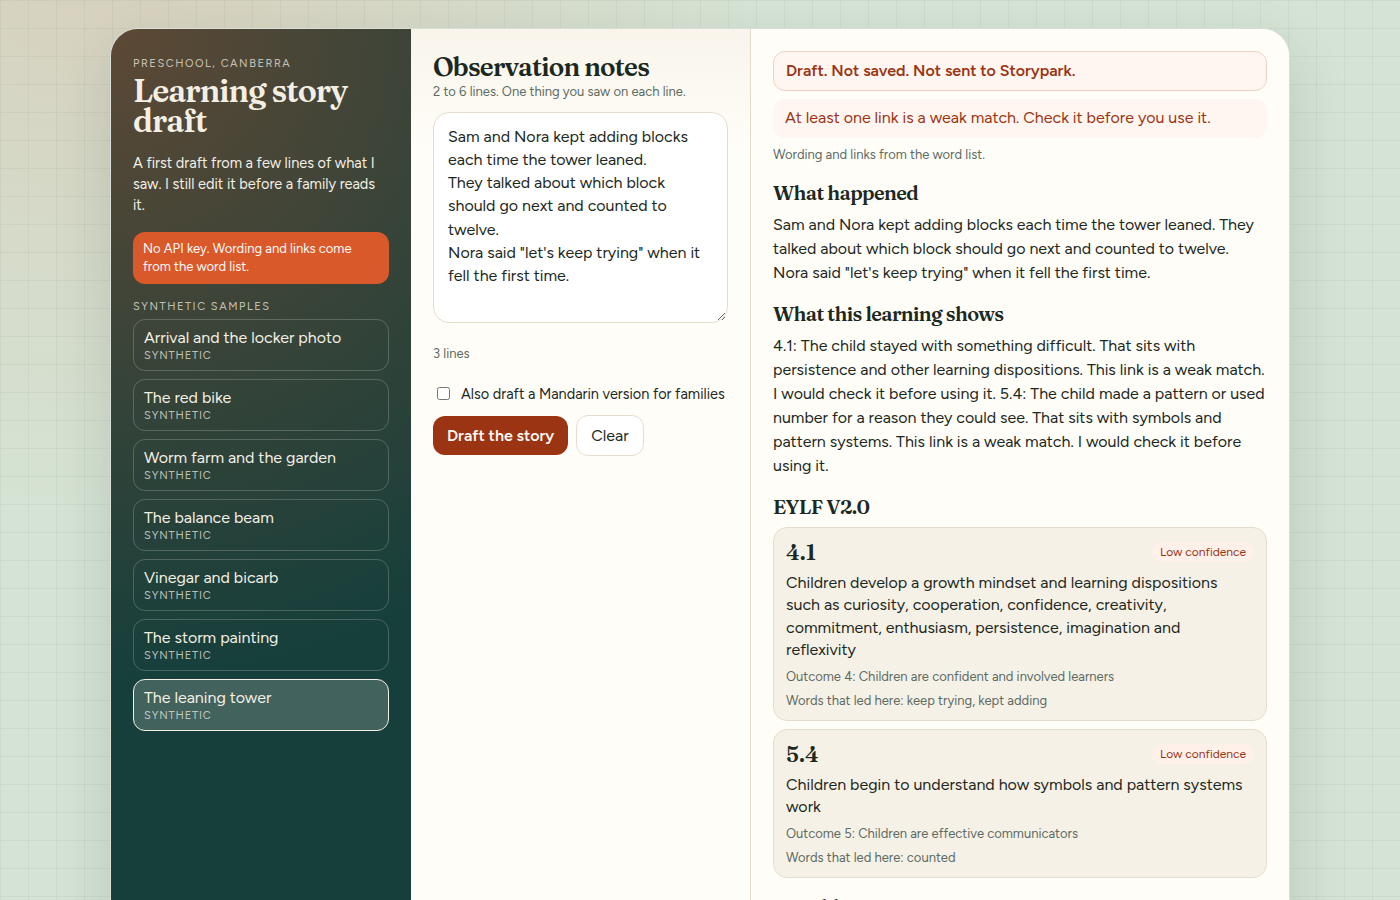 PRESCHOOL, CANBERRA
Learning story
draft
A first draft from a few lines of what I
saw. I still edit it before a family reads
it.
No API key. Wording and links come
from the word list.
SYNTHETIC SAMPLES
Arrival and the locker photo
SYNTHETIC
The red bike
SYNTHETIC
Worm farm and the garden
SYNTHETIC
The balance beam
SYNTHETIC
Vinegar and bicarb
SYNTHETIC
The storm painting
SYNTHETIC
The leaning tower
SYNTHETIC
Observation notes
2 to 6 lines. One thing you saw on each line.
Sam and Nora kept adding blocks
each time the tower leaned.
They talked about which block
should go next and counted to
twelve.
Nora said "let's keep trying" when it
fell the first time.
3 lines
Also draft a Mandarin version for families
Draft the story
Clear
Draft. Not saved. Not sent to Storypark.
At least one link is a weak match. Check it before you use it.
Wording and links from the word list.
What happened
Sam and Nora kept adding blocks each time the tower leaned. They
talked about which block should go next and counted to twelve.
Nora said "let's keep trying" when it fell the first time.
What this learning shows
4.1: The child stayed with something difficult. That sits with
persistence and other learning dispositions. This link is a weak match.
I would check it before using it. 5.4: The child made a pattern or used
number for a reason they could see. That sits with symbols and
pattern systems. This link is a weak match. I would check it before
using it.
EYLF V2.0
4.1
Low confidence
Children develop a growth mindset and learning dispositions
such as curiosity, cooperation, confidence, creativity,
commitment, enthusiasm, persistence, imagination and
reflexivity
Outcome 4: Children are confident and involved learners
Words that led here: keep trying, kept adding
5.4
Low confidence
Children begin to understand how symbols and pattern systems
work
Outcome 5: Children are effective communicators
Words that led here: counted